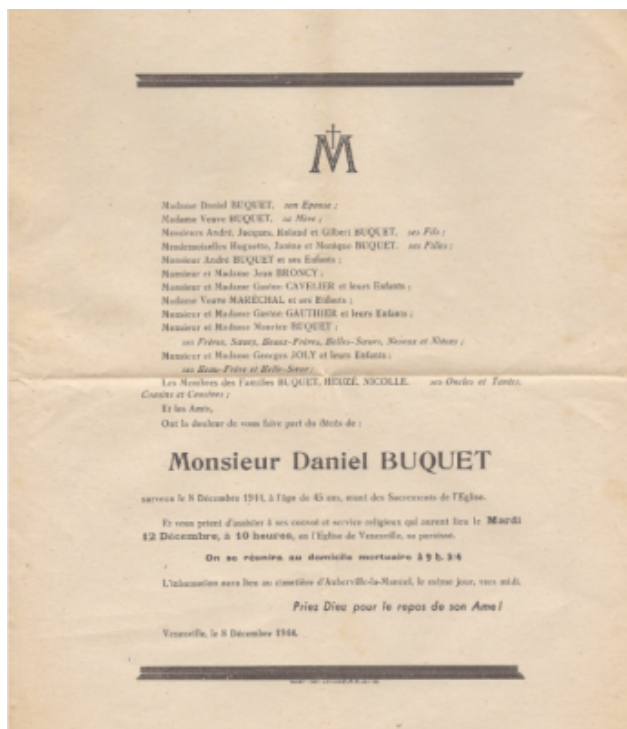 M
Madame Daniel BUQUET, son Epouse ;
Madame Veuve BUQUET, sa Mère ;
Messieurs André, Jacques, Roland et Gilbert BUQUET, ses Fils ;
Mesdemoiselles Huguette, Janine et Monique BUQUET, ses Filles ;
Monsieur André BUQUET et ses Enfants ;
Monsieur et Madame Jean BRONCY ;
Monsieur et Madame Gaston CAVELIER et leurs Enfants ;
Madame Veuve MARÉCHAL et ses Enfants ;
Monsieur et Madame Gaston GAUTHIER et leurs Enfants ;
Monsieur et Madame Maurice BUQUET ;
ses Frères, Sœurs, Beaux-Frères, Belles-Sœurs, Neveux et Nièces ;
Monsieur et Madame Georges JOLY et leurs Enfants ;
ses Beau-Frère et Belle-Sœur ;
Les Membres des Familles BUQUET, HEUZÉ, NICOLLE, ses Oncles et Tantes,
Cousins et Cousines ;
Et les Amis,
Ont la douleur de vous faire part du décès de :
Monsieur Daniel BUQUET
survenu le 8 Décembre 1944, à l'âge de 45 ans, muni des Sacrements de l'Eglise.
Et vous prient d'assister à ses convoi et service religieux qui auront lieu le Mardi
12 Décembre, à 10 heures, en l'Eglise de Venesville, sa paroisse.
On se réunira au domicile mortuaire à 9 h. 3/4
L'inhumation aura lieu au cimetière d'Auberville-la-Manuel, le même jour, vers midi.
Priez Dieu pour le repos de son Ame !
Venesville, le 8 Décembre 1944.